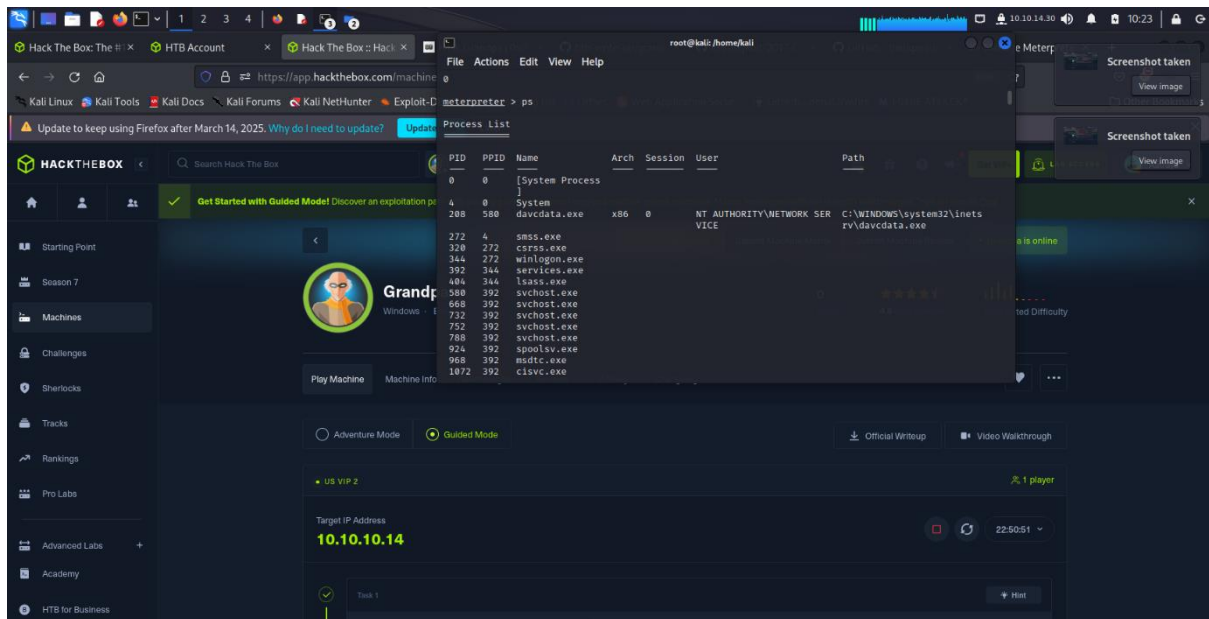 1 2 3 4 10.10.14.30 10:23
Hack The Box: The # HTB Account Hack The Box :: Hack
root@kali: /home/kali
e Meterp
https://app.hackthebox.com/machine
File Actions Edit View Help
Kali Linux Kali Tools Kali Docs Kali Forums Kali NetHunter Exploit-D
Update to keep using Firefox after March 14, 2025. Why do I need to update? Update
Screenshot taken
View image
Screenshot taken
View image
0
meterpreter > ps
Process List
PID PPID Name Arch Session User Path
0 0 [System Process
]
4 0 System
208 580 davcdata.exe x86 0 NT AUTHORITY\NETWORK SER C:\WINDOWS\system32\inets
VICE rv\davcdata.exe
272 4 smss.exe
320 272 csrss.exe
344 272 winlogon.exe
392 344 services.exe
404 344 lsass.exe
580 392 svchost.exe
668 392 svchost.exe
732 392 svchost.exe
752 392 svchost.exe
788 392 svchost.exe
924 392 spoolsv.exe
968 392 msdtc.exe
1072 392 cisvc.exe
HACKTHEBOX
Search Hack The Box
Get Started with Guided Mode! Discover an exploitation pa
Starting Point
Season 7
Machines
Challenges
Sherlocks
Tracks
Rankings
Pro Labs
Advanced Labs +
Academy
HTB for Business
a is online
Grandp
Windows
ted Difficulty
Play Machine Machine Info
Adventure Mode Guided Mode Official Writeup Video Walkthrough
US VIP 2 1 player
Target IP Address
10.10.10.14
22:50:51
Task 1 Hint